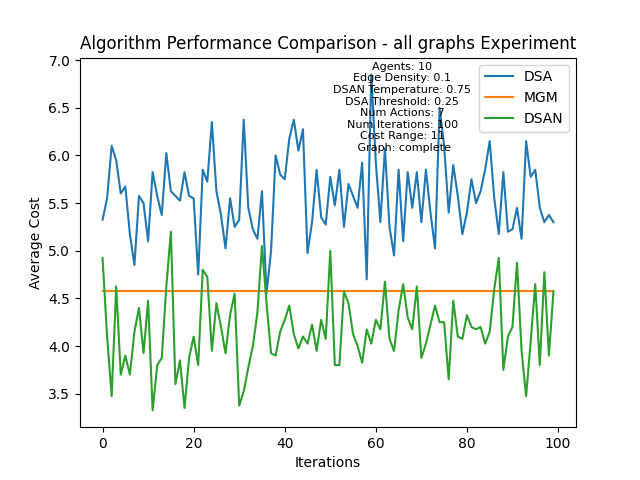 Algorithm Performance Comparison - all graphs Experiment
Agents: 10
Edge Density: 0.1
DSAN Temperature: 0.75
DSA Threshold: 0.25
Num Actions: 7
Num Iterations: 100
Cost Range: 11
Graph: complete
DSA
MGM
DSAN
Average Cost
7.0
6.5
6.0
5.5
5.0
4.5
4.0
3.5
0 20 40 60 80 100
Iterations